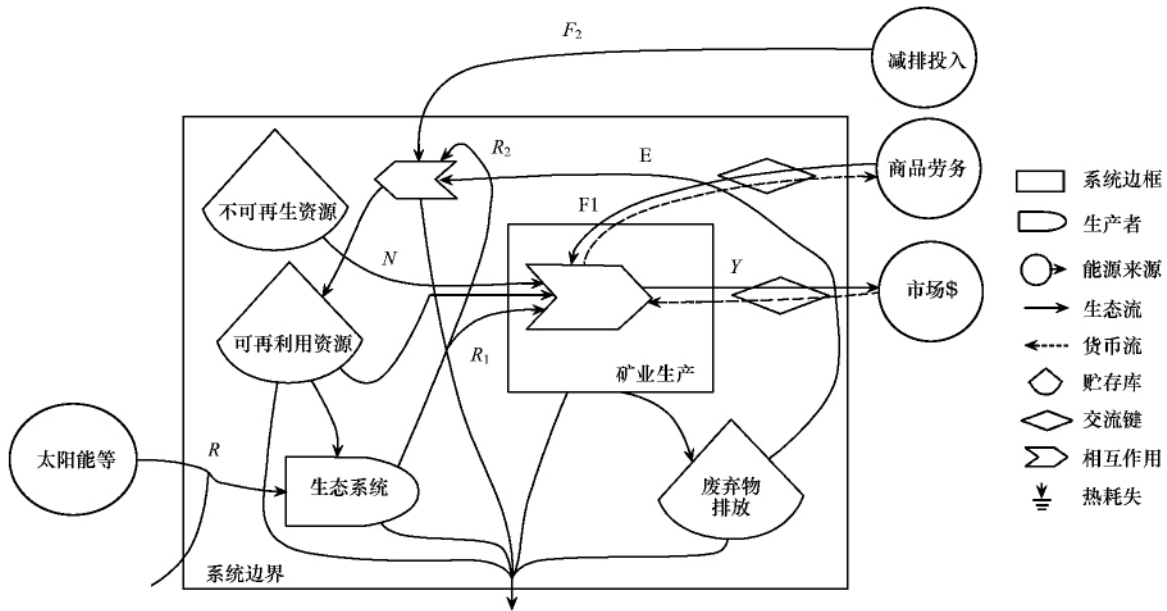 F₂
减排投入
R₂
E
商品劳务
不可再生资源
F1
N
Y
市场$
可再利用资源
R₁
矿业生产
太阳能等
R
生态系统
废弃物
排放
系统边界
系统边框
生产者
能源来源
生态流
货币流
贮存库
交流键
相互作用
热耗失